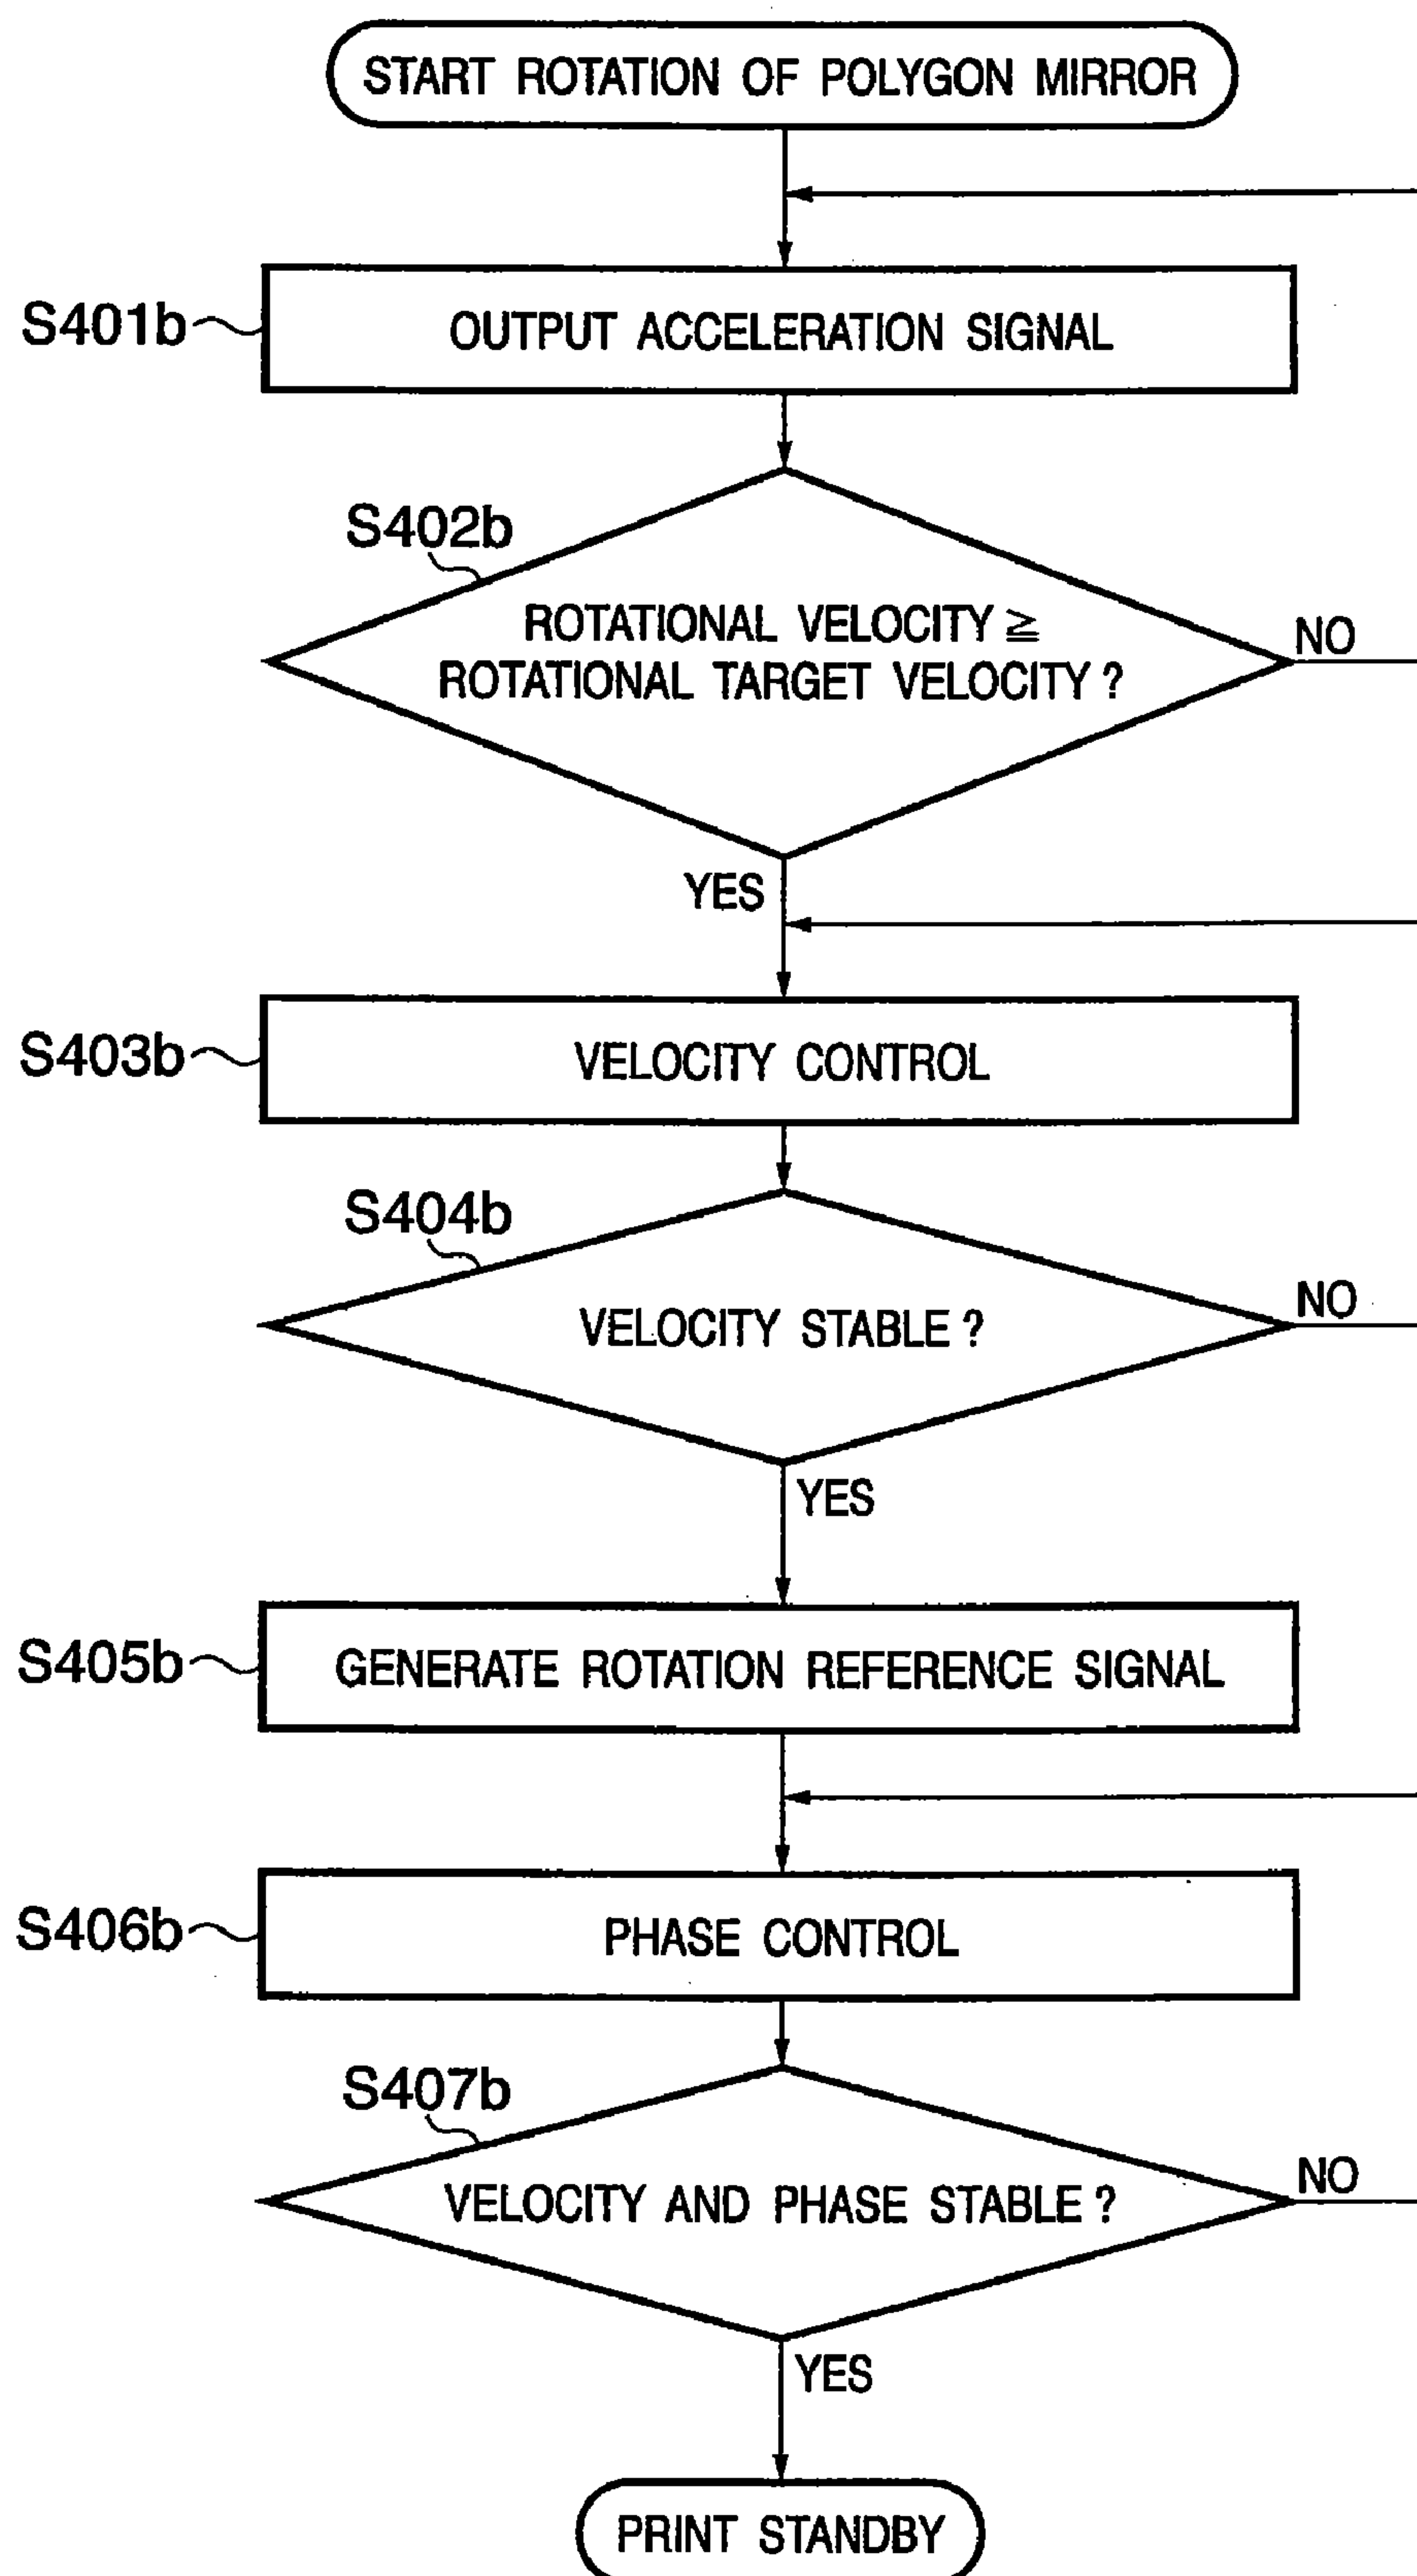 START ROTATION OF POLYGON MIRROR
S401b
OUTPUT ACCELERATION SIGNAL
S402b
ROTATIONAL VELOCITY ≧
ROTATIONAL TARGET VELOCITY ?
NO
YES
S403b
VELOCITY CONTROL
S404b
VELOCITY STABLE ?
NO
YES
S405b
GENERATE ROTATION REFERENCE SIGNAL
S406b
PHASE CONTROL
S407b
VELOCITY AND PHASE STABLE ?
NO
YES
PRINT STANDBY